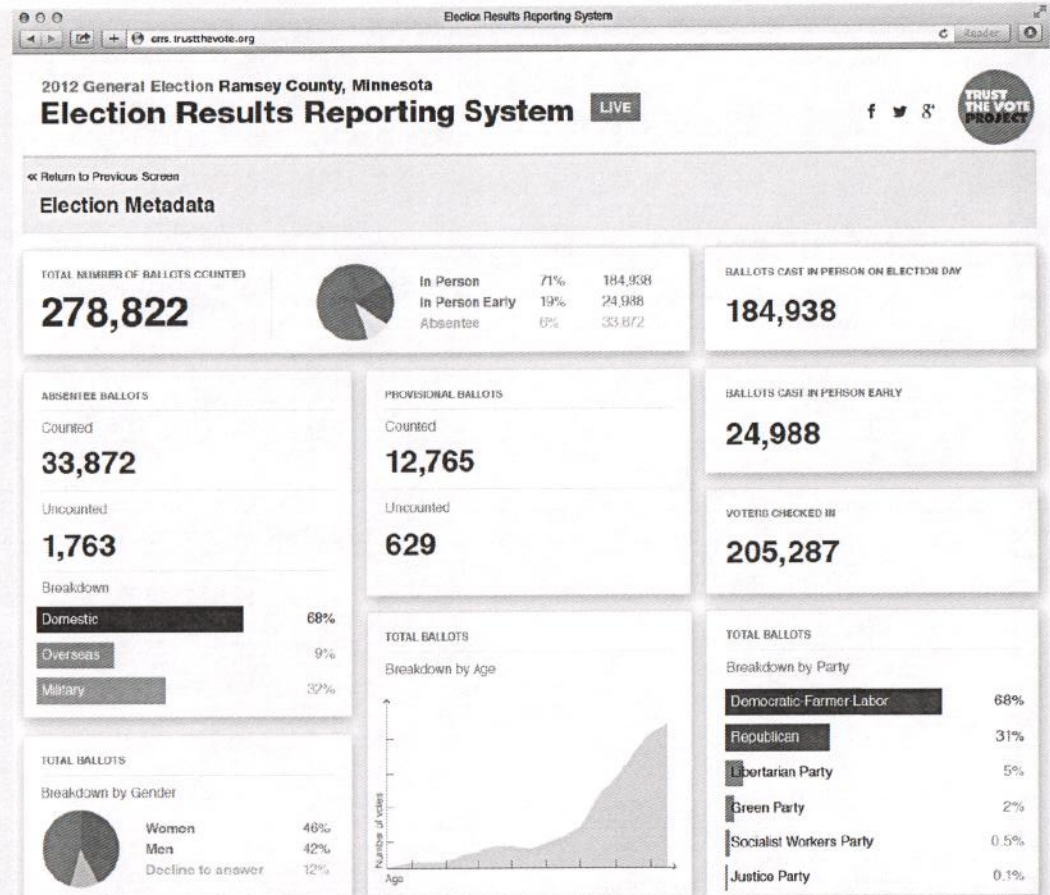 Election Results Reporting System
errs.trustthevote.org
Reader
2012 General Election Ramsey County, Minnesota
Election Results Reporting System LIVE
TRUST THE VOTE PROJECT
« Return to Previous Screen
Election Metadata
TOTAL NUMBER OF BALLOTS COUNTED
278,822
In Person 71% 184,938
In Person Early 19% 24,988
Absentee 6% 33,872
BALLOTS CAST IN PERSON ON ELECTION DAY
184,938
ABSENTEE BALLOTS
Counted
33,872
Uncounted
1,763
Breakdown
Domestic 68%
Overseas 9%
Military 32%
PROVISIONAL BALLOTS
Counted
12,765
Uncounted
629
BALLOTS CAST IN PERSON EARLY
24,988
VOTERS CHECKED IN
205,287
TOTAL BALLOTS
Breakdown by Gender
Women 46%
Men 42%
Decline to answer 12%
TOTAL BALLOTS
Breakdown by Age
Number of votes
Age
TOTAL BALLOTS
Breakdown by Party
Democratic-Farmer-Labor 68%
Republican 31%
Libertarian Party 5%
Green Party 2%
Socialist Workers Party 0.5%
Justice Party 0.1%